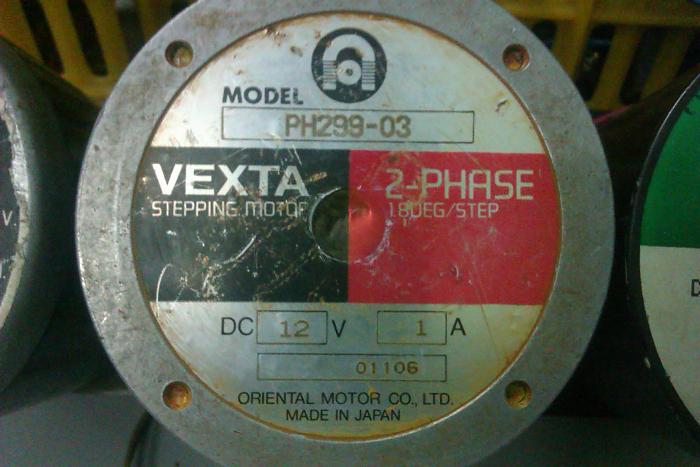 MODEL
PH299-03
VEXTA 2-PHASE
STEPPING MOTOR 1.8DEG/STEP
DC 12 V 1 A
01106
ORIENTAL MOTOR CO., LTD.
MADE IN JAPAN
V.